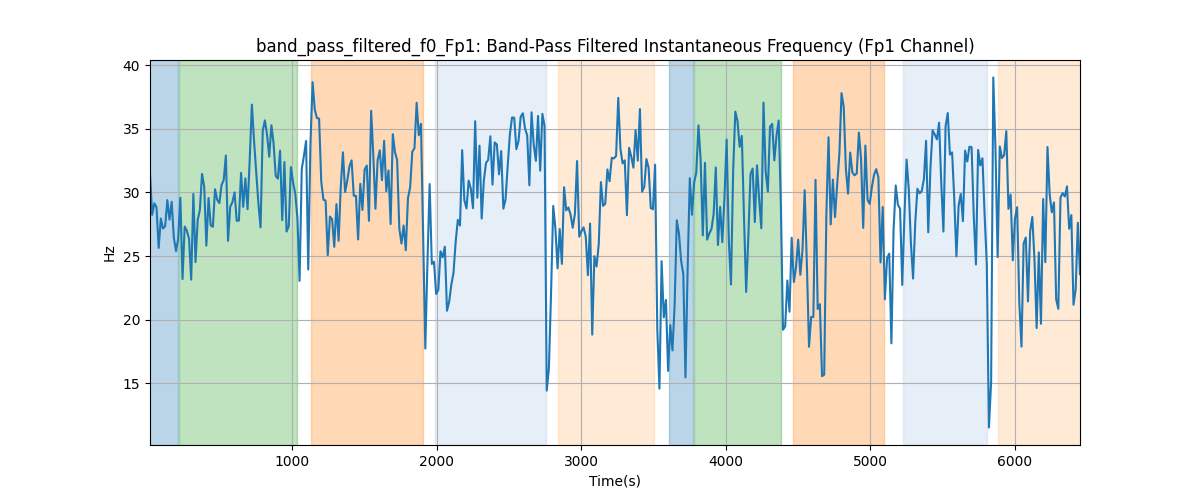 band_pass_filtered_f0_Fp1: Band-Pass Filtered Instantaneous Frequency (Fp1 Channel)
40
35
30
25
20
15
Hz
1000 2000 3000 4000 5000 6000
Time(s)